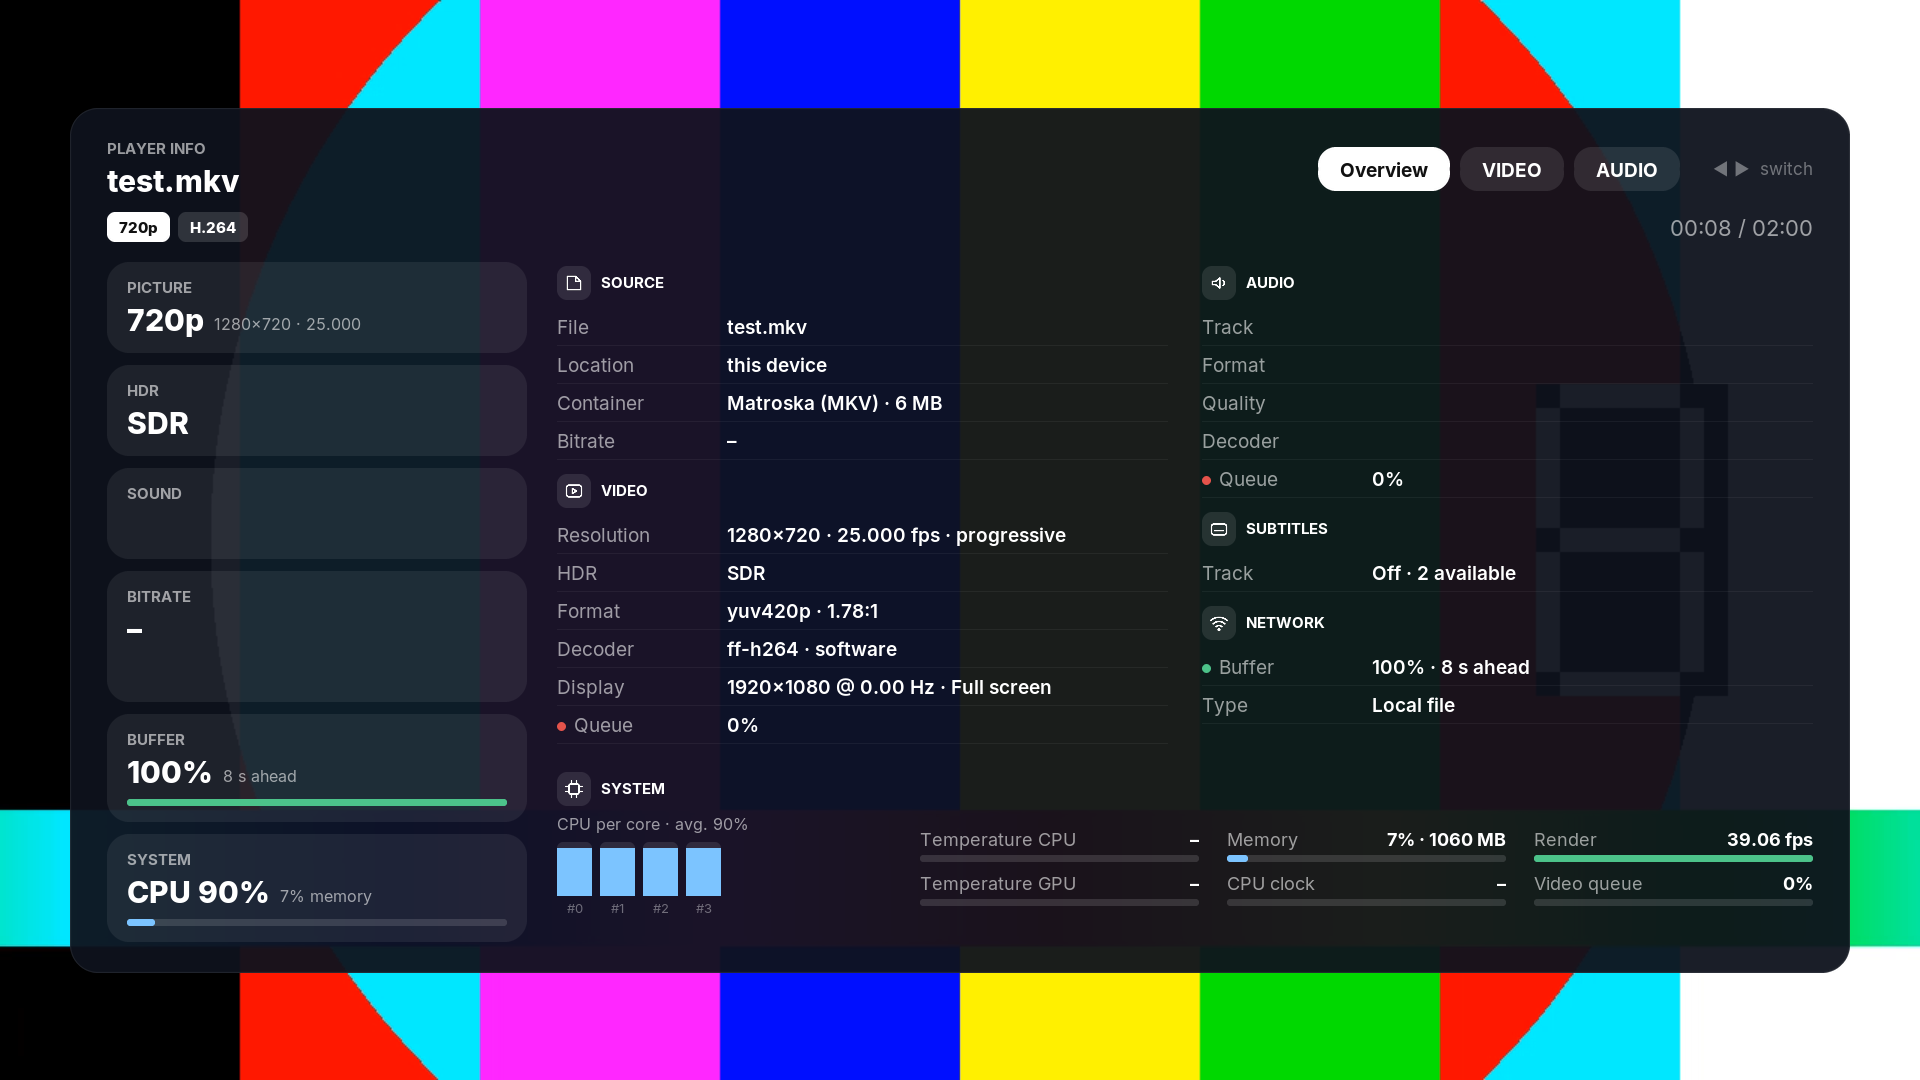 PLAYER INFO
test.mkv
720p H.264
Overview VIDEO AUDIO ◀ ▶ switch
00:08 / 02:00
PICTURE
720p 1280×720 · 25.000
HDR
SDR
SOUND
BITRATE
–
BUFFER
100% 8 s ahead
SYSTEM
CPU 90% 7% memory
SOURCE
File test.mkv
Location this device
Container Matroska (MKV) · 6 MB
Bitrate –
VIDEO
Resolution 1280×720 · 25.000 fps · progressive
HDR SDR
Format yuv420p · 1.78:1
Decoder ff-h264 · software
Display 1920×1080 @ 0.00 Hz · Full screen
Queue 0%
AUDIO
Track
Format
Quality
Decoder
Queue 0%
SUBTITLES
Track Off · 2 available
NETWORK
Buffer 100% · 8 s ahead
Type Local file
SYSTEM
CPU per core · avg. 90%
#0 #1 #2 #3
Temperature CPU – Memory 7% · 1060 MB Render 39.06 fps
Temperature GPU – CPU clock – Video queue 0%